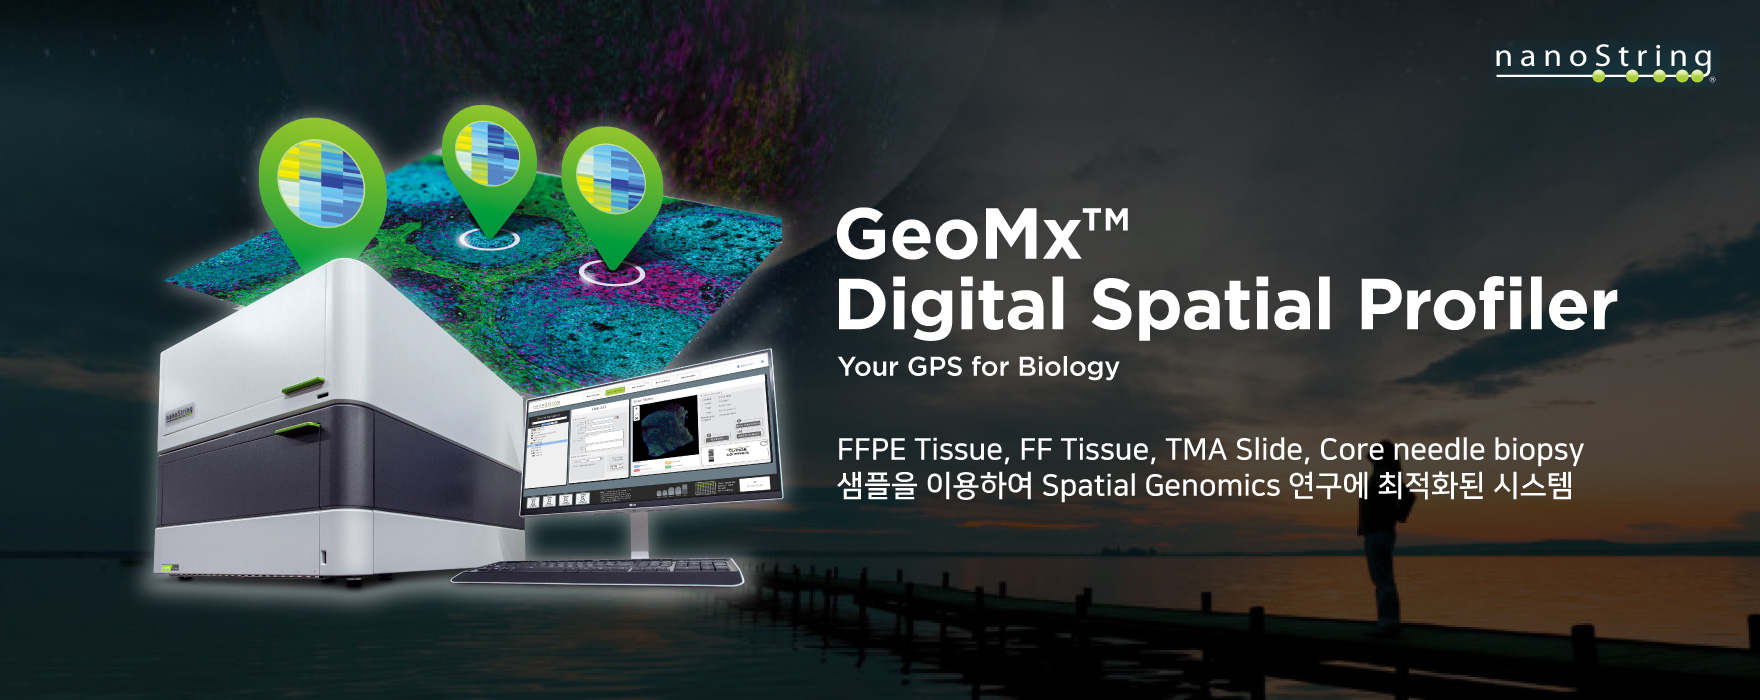 nanoString®
GeoMx™
Digital Spatial Profiler
Your GPS for Biology
FFPE Tissue, FF Tissue, TMA Slide, Core needle biopsy
샘플을 이용하여 Spatial Genomics 연구에 최적화된 시스템
nanoString